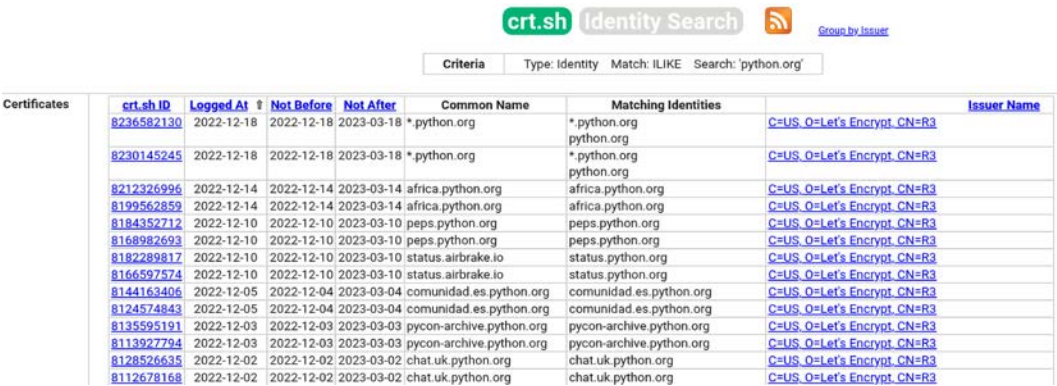 crt.sh Identity Search
Group by Issuer
Criteria Type: Identity Match: ILIKE Search: 'python.org'
Certificates crt.sh ID Logged At ⇧ Not Before Not After Common Name Matching Identities Issuer Name
8236582130 2022-12-18 2022-12-18 2023-03-18 *.python.org *.python.org C=US, O=Let's Encrypt, CN=R3
python.org
8230145245 2022-12-18 2022-12-18 2023-03-18 *.python.org *.python.org C=US, O=Let's Encrypt, CN=R3
python.org
8212326996 2022-12-14 2022-12-14 2023-03-14 africa.python.org africa.python.org C=US, O=Let's Encrypt, CN=R3
8199562859 2022-12-14 2022-12-14 2023-03-14 africa.python.org africa.python.org C=US, O=Let's Encrypt, CN=R3
8184352712 2022-12-10 2022-12-10 2023-03-10 peps.python.org peps.python.org C=US, O=Let's Encrypt, CN=R3
8168982693 2022-12-10 2022-12-10 2023-03-10 peps.python.org peps.python.org C=US, O=Let's Encrypt, CN=R3
8182289817 2022-12-10 2022-12-10 2023-03-10 status.airbrake.io status.python.org C=US, O=Let's Encrypt, CN=R3
8166597574 2022-12-10 2022-12-10 2023-03-10 status.airbrake.io status.python.org C=US, O=Let's Encrypt, CN=R3
8144163406 2022-12-05 2022-12-04 2023-03-04 comunidad.es.python.org comunidad.es.python.org C=US, O=Let's Encrypt, CN=R3
8124574843 2022-12-05 2022-12-04 2023-03-04 comunidad.es.python.org comunidad.es.python.org C=US, O=Let's Encrypt, CN=R3
8135595191 2022-12-03 2022-12-03 2023-03-03 pycon-archive.python.org pycon-archive.python.org C=US, O=Let's Encrypt, CN=R3
8113927794 2022-12-03 2022-12-03 2023-03-03 pycon-archive.python.org pycon-archive.python.org C=US, O=Let's Encrypt, CN=R3
8128526635 2022-12-02 2022-12-02 2023-03-02 chat.uk.python.org chat.uk.python.org C=US, O=Let's Encrypt, CN=R3
8112678168 2022-12-02 2022-12-02 2023-03-02 chat.uk.python.org chat.uk.python.org C=US, O=Let's Encrypt, CN=R3